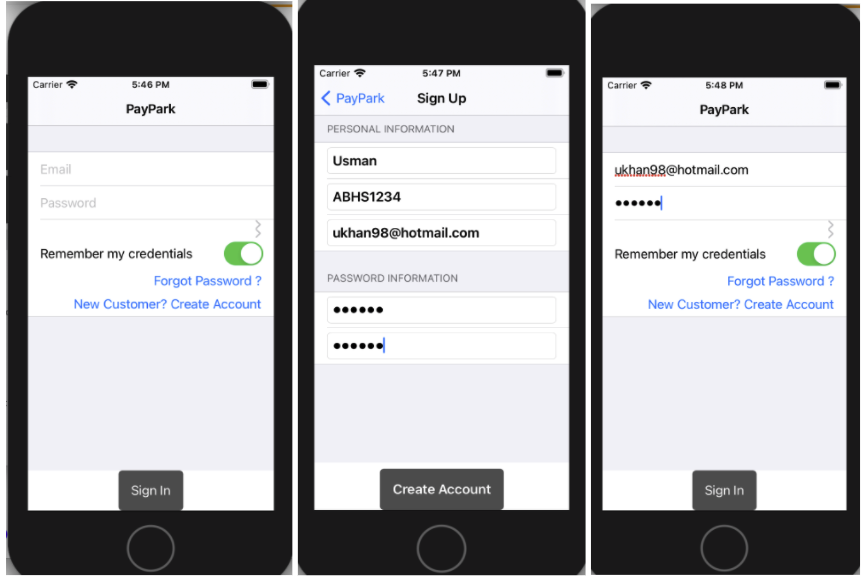 Carrier 5:46 PM
PayPark
Email
Password
Remember my credentials
Forgot Password ?
New Customer? Create Account
Sign In
Carrier 5:47 PM
PayPark Sign Up
PERSONAL INFORMATION
Usman
ABHS1234
ukhan98@hotmail.com
PASSWORD INFORMATION
●●●●●●
●●●●●●
Create Account
Carrier 5:48 PM
PayPark
ukhan98@hotmail.com
●●●●●●
Remember my credentials
Forgot Password ?
New Customer? Create Account
Sign In